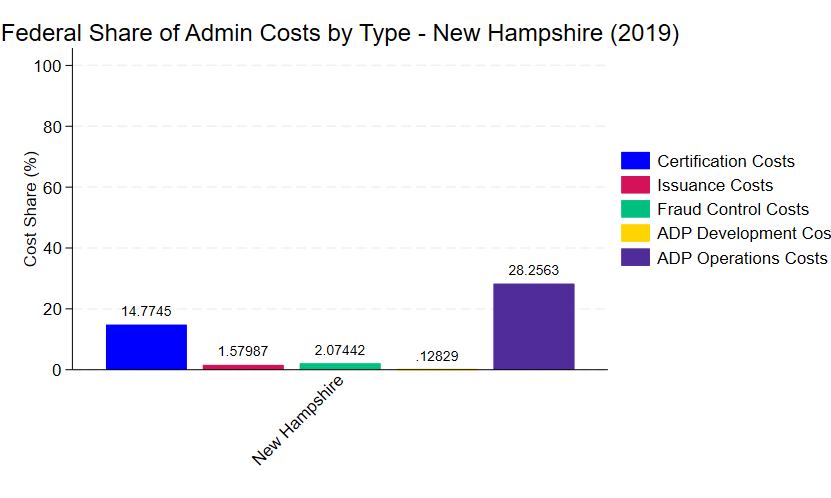 Federal Share of Admin Costs by Type - New Hampshire (2019)
Cost Share (%)
100
80
60
40
20
0
14.7745
1.57987
2.07442
.12829
28.2563
New Hampshire
Certification Costs
Issuance Costs
Fraud Control Costs
ADP Development Cos
ADP Operations Costs